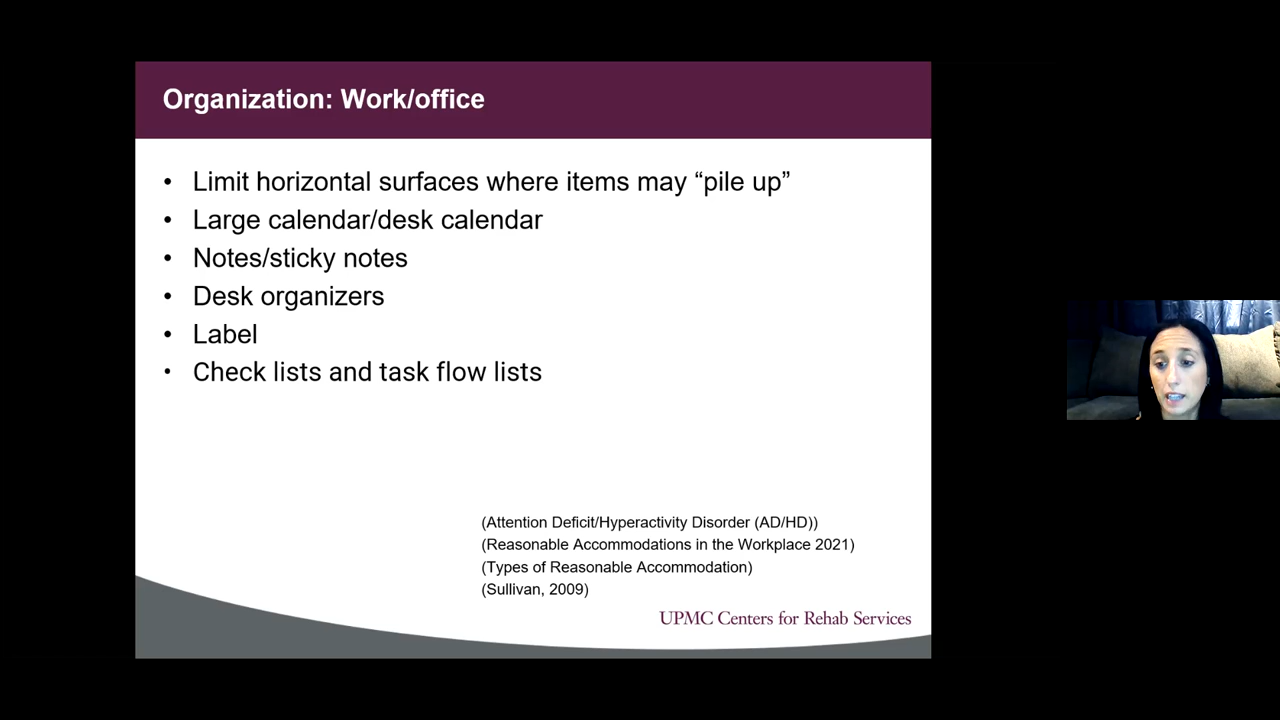 Organization: Work/office
• Limit horizontal surfaces where items may “pile up”
• Large calendar/desk calendar
• Notes/sticky notes
• Desk organizers
• Label
• Check lists and task flow lists
(Attention Deficit/Hyperactivity Disorder (AD/HD))
(Reasonable Accommodations in the Workplace 2021)
(Types of Reasonable Accommodation)
(Sullivan, 2009)
UPMC Centers for Rehab Services